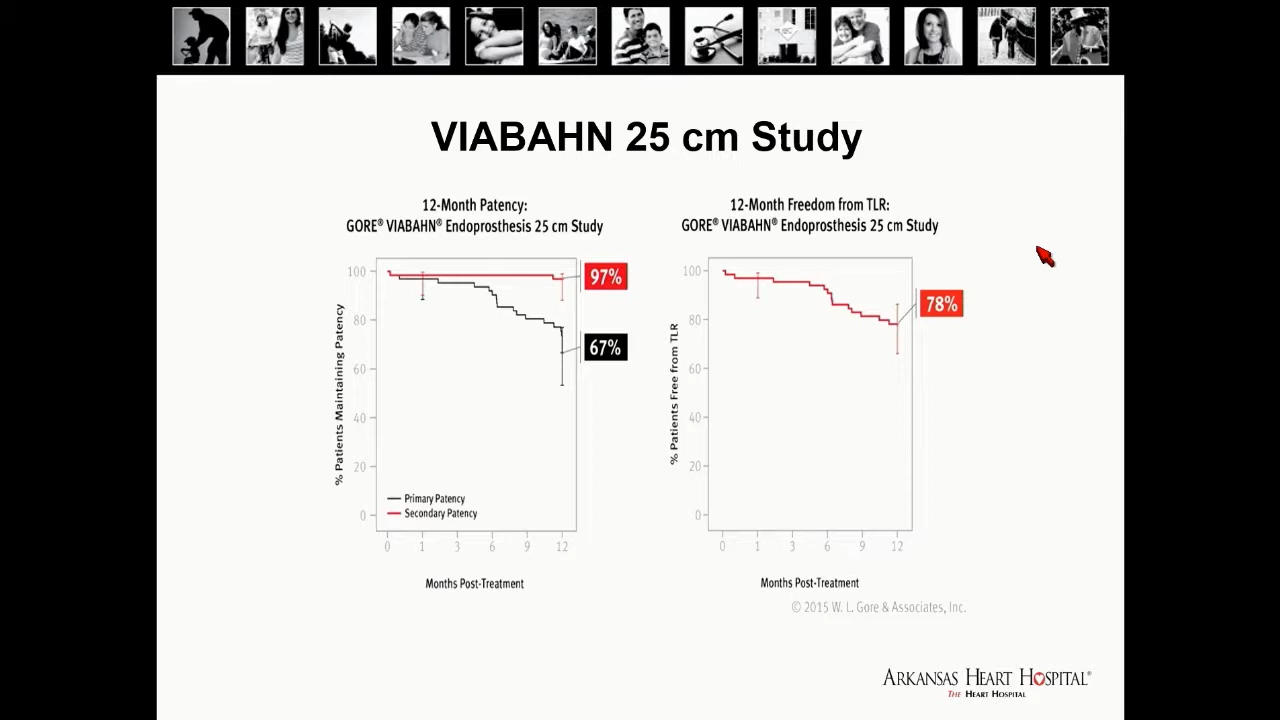 VIABAHN 25 cm Study
12-Month Patency:
GORE® VIABAHN® Endoprosthesis 25 cm Study
% Patients Maintaining Patency
100
80
60
40
20
0
97%
67%
Primary Patency
Secondary Patency
0 1 3 6 9 12
Months Post-Treatment
12-Month Freedom from TLR:
GORE® VIABAHN® Endoprosthesis 25 cm Study
% Patients Free from TLR
100
80
60
40
20
0
78%
0 1 3 6 9 12
Months Post-Treatment
© 2015 W. L. Gore & Associates, Inc.
ARKANSAS HEART HOSPITAL®
THE HEART HOSPITAL